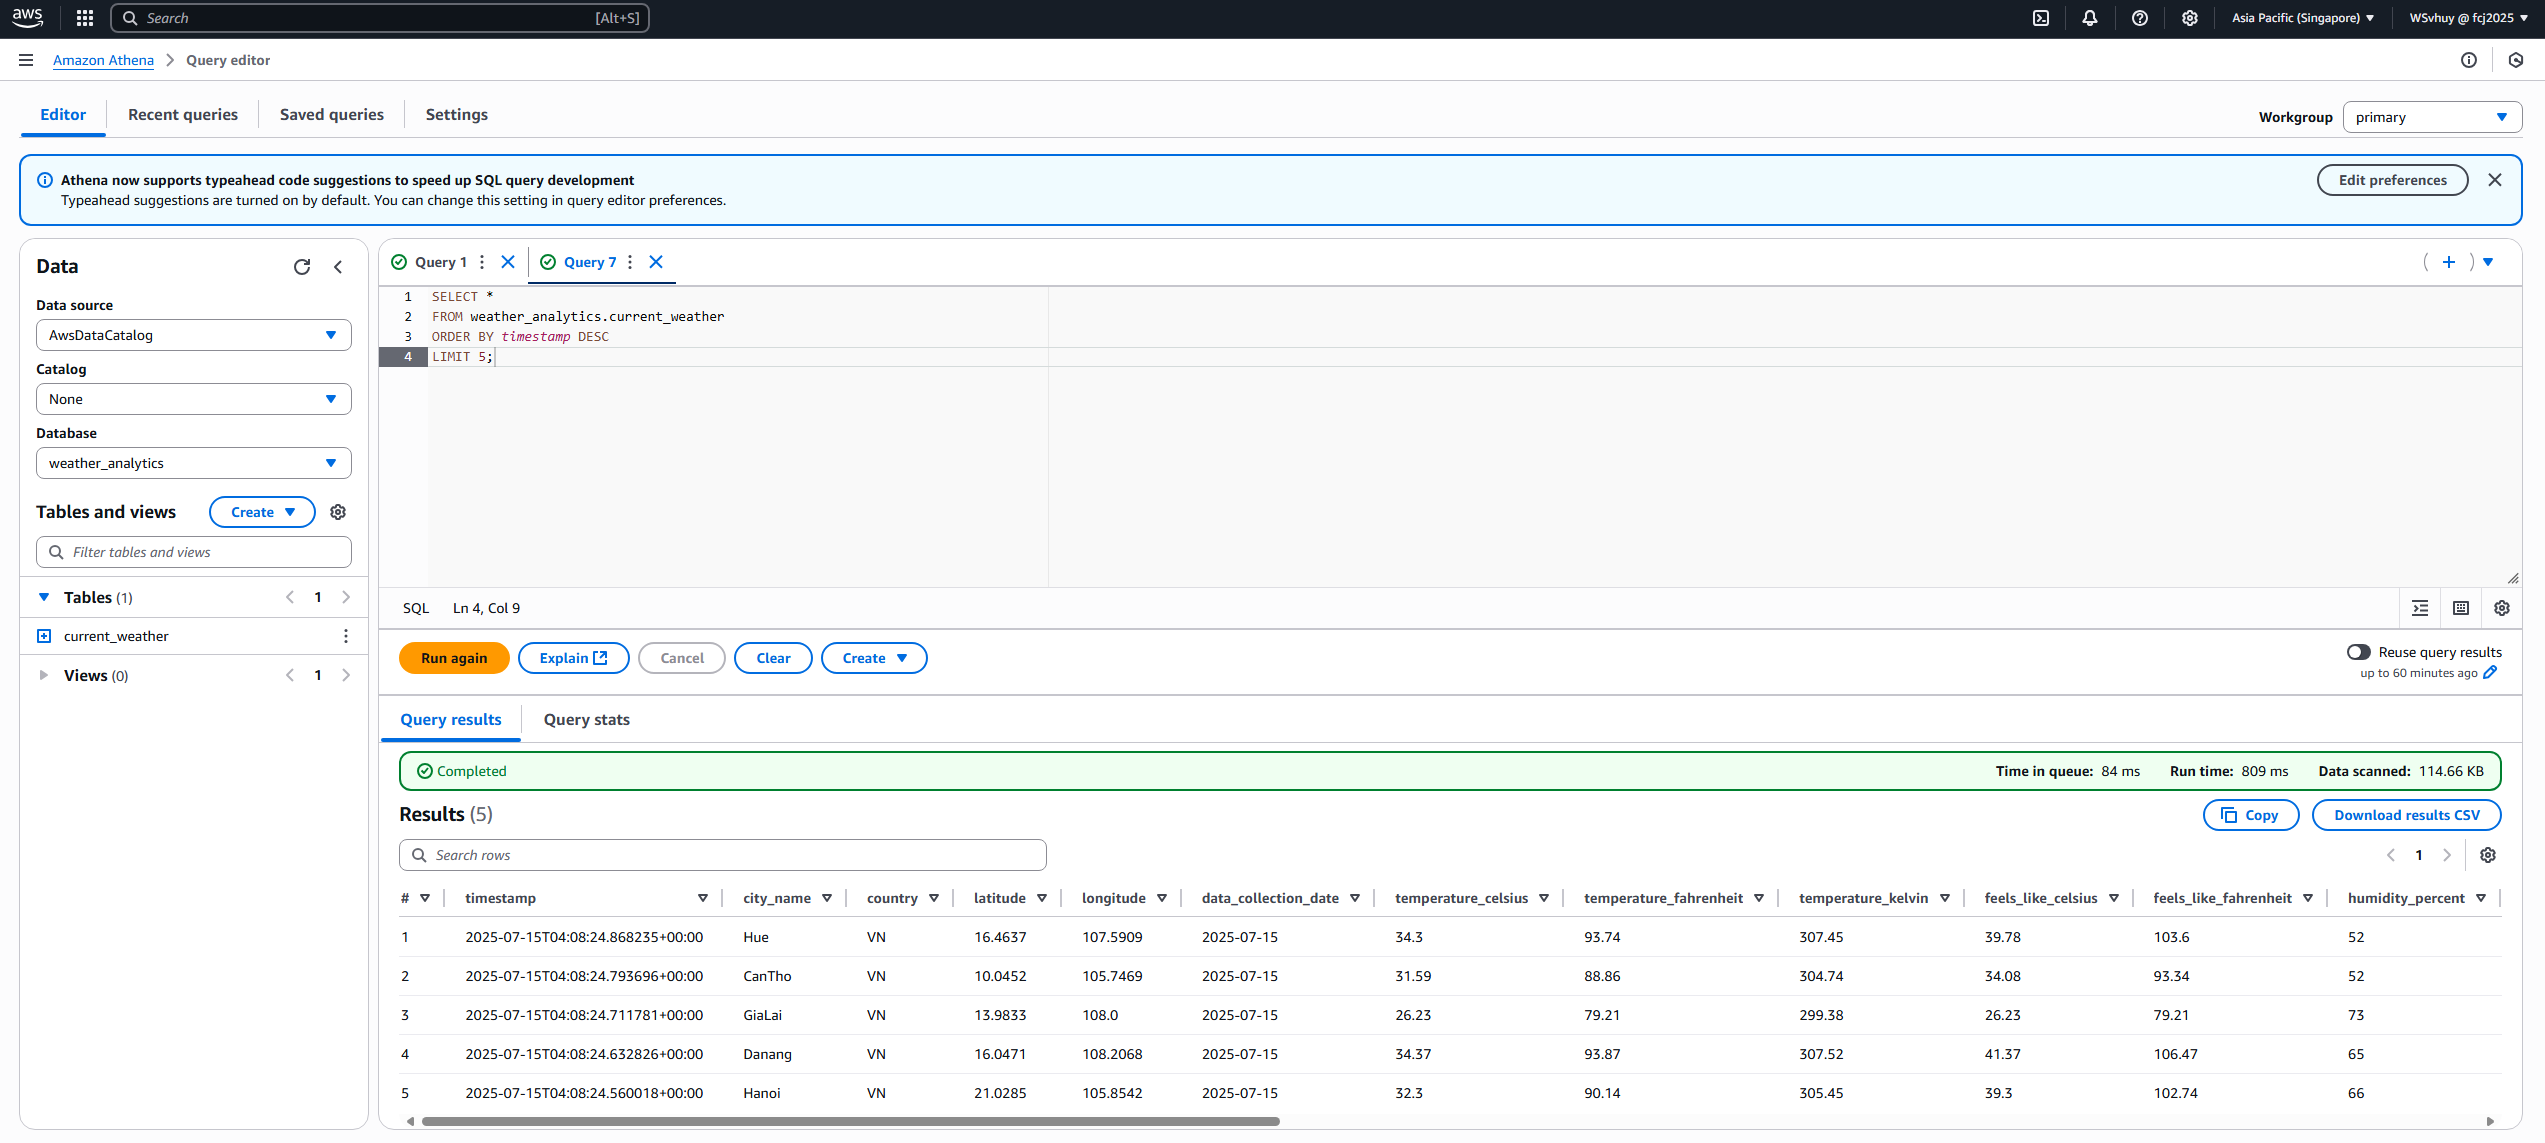 aws
Search [Alt+S]
Asia Pacific (Singapore)
WSvhuy @ fcj2025
Amazon Athena
Query editor
Editor
Recent queries
Saved queries
Settings
Workgroup
primary
Athena now supports typeahead code suggestions to speed up SQL query development
Typeahead suggestions are turned on by default. You can change this setting in query editor preferences.
Edit preferences
Data
Data source
AwsDataCatalog
Catalog
None
Database
weather_analytics
Tables and views
Create
Filter tables and views
Tables (1)
1
current_weather
Views (0)
1
Query 1
Query 7
1 SELECT *
2 FROM weather_analytics.current_weather
3 ORDER BY timestamp DESC
4 LIMIT 5;
SQL
Ln 4, Col 9
Run again
Explain
Cancel
Clear
Create
Reuse query results
up to 60 minutes ago
Query results
Query stats
Completed
Time in queue: 84 ms
Run time: 809 ms
Data scanned: 114.66 KB
Results (5)
Copy
Download results CSV
Search rows
1
# timestamp city_name country latitude longitude data_collection_date temperature_celsius temperature_fahrenheit temperature_kelvin feels_like_celsius feels_like_fahrenheit humidity_percent
1 2025-07-15T04:08:24.868235+00:00 Hue VN 16.4637 107.5909 2025-07-15 34.3 93.74 307.45 39.78 103.6 52
2 2025-07-15T04:08:24.793696+00:00 CanTho VN 10.0452 105.7469 2025-07-15 31.59 88.86 304.74 34.08 93.34 52
3 2025-07-15T04:08:24.711781+00:00 GiaLai VN 13.9833 108.0 2025-07-15 26.23 79.21 299.38 26.23 79.21 73
4 2025-07-15T04:08:24.632826+00:00 Danang VN 16.0471 108.2068 2025-07-15 34.37 93.87 307.52 41.37 106.47 65
5 2025-07-15T04:08:24.560018+00:00 Hanoi VN 21.0285 105.8542 2025-07-15 32.3 90.14 305.45 39.3 102.74 66